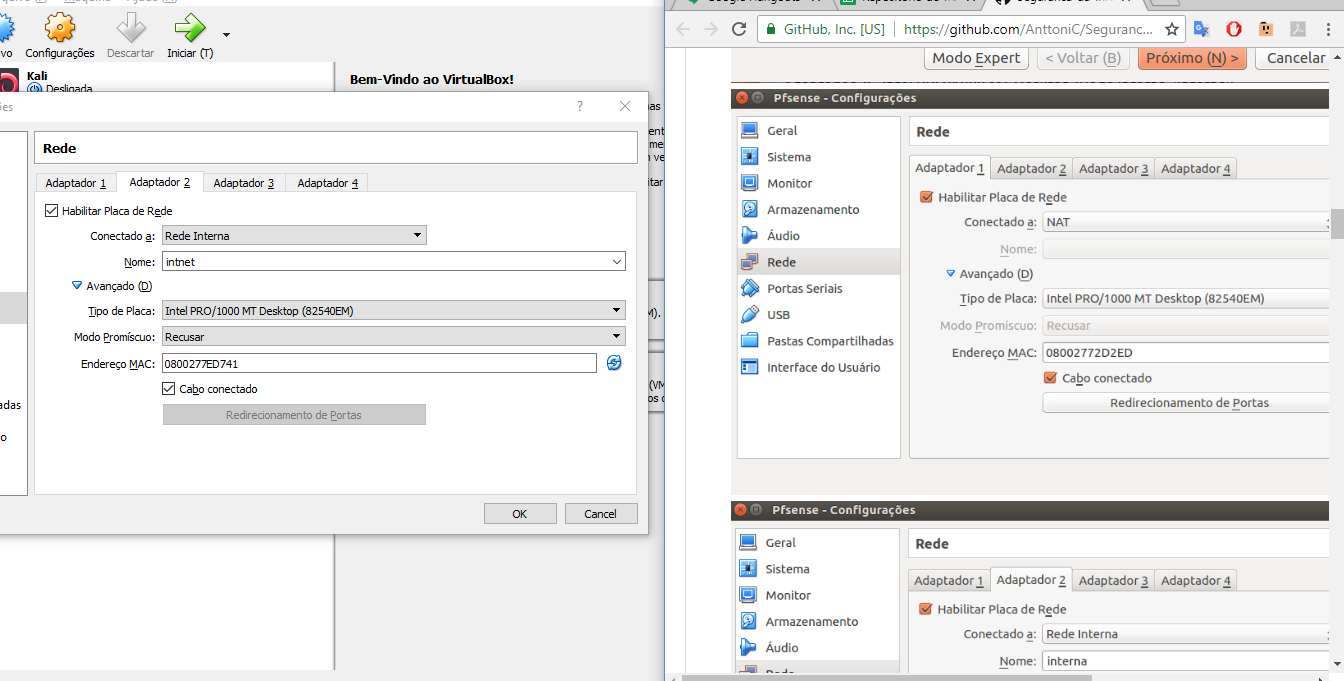 Configurações
Descartar
Iniciar (T)
Kali
Desligada
Bem-Vindo ao VirtualBox!
?
Rede
Adaptador 1
Adaptador 2
Adaptador 3
Adaptador 4
Habilitar Placa de Rede
Conectado a: Rede Interna
Nome: intnet
Avançado (D)
Tipo de Placa: Intel PRO/1000 MT Desktop (82540EM)
Modo Promíscuo: Recusar
Endereço MAC: 0800277ED741
Cabo conectado
Redirecionamento de Portas
OK
Cancel
GitHub, Inc. [US]
https://github.com/AnttoniC/Seguranc...
Modo Expert
< Voltar (B)
Próximo (N) >
Cancelar
Pfsense - Configurações
Geral
Sistema
Monitor
Armazenamento
Áudio
Rede
Portas Seriais
USB
Pastas Compartilhadas
Interface do Usuário
Rede
Adaptador 1
Adaptador 2
Adaptador 3
Adaptador 4
Habilitar Placa de Rede
Conectado a: NAT
Nome:
Avançado (D)
Tipo de Placa: Intel PRO/1000 MT Desktop (82540EM)
Modo Promíscuo: Recusar
Endereço MAC: 08002772D2ED
Cabo conectado
Redirecionamento de Portas
Pfsense - Configurações
Geral
Sistema
Monitor
Armazenamento
Áudio
Rede
Rede
Adaptador 1
Adaptador 2
Adaptador 3
Adaptador 4
Habilitar Placa de Rede
Conectado a: Rede Interna
Nome: interna